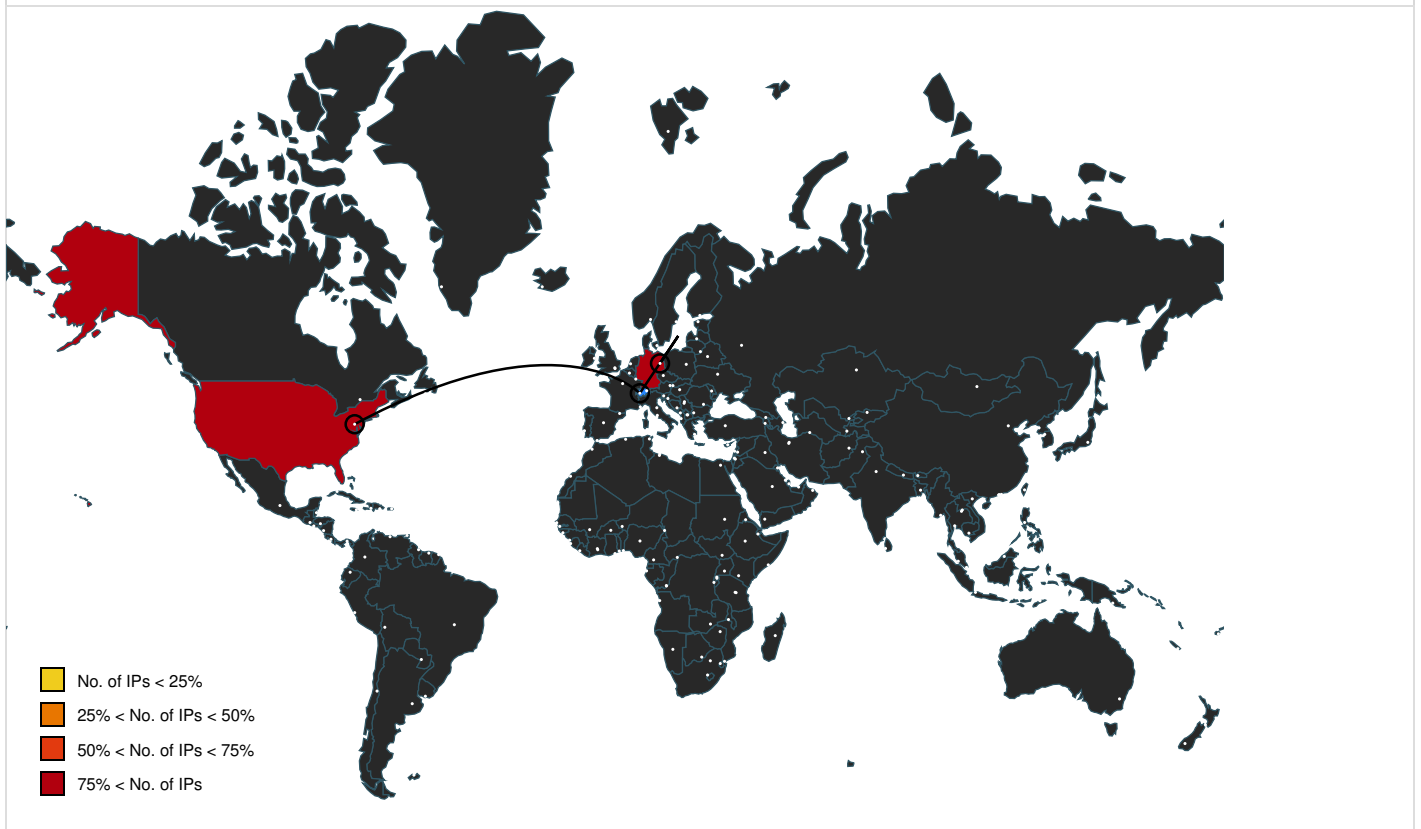 No. of IPs < 25%
25% < No. of IPs < 50%
50% < No. of IPs < 75%
75% < No. of IPs